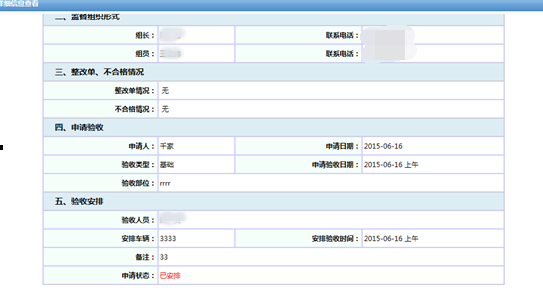 详细信息查看
二、监督组织形式
组长：
联系电话：
组员：
联系电话：
三、整改单、不合格情况
整改单情况： 无
不合格情况： 无
四、申请验收
申请人： 千家 申请日期： 2015-06-16
验收类型： 基础 申请验收日期： 2015-06-16 上午
验收部位： rrrr
五、验收安排
验收人员：
安排车辆： 3333 安排验收时间： 2015-06-16 上午
备注： 33
申请状态： 已安排